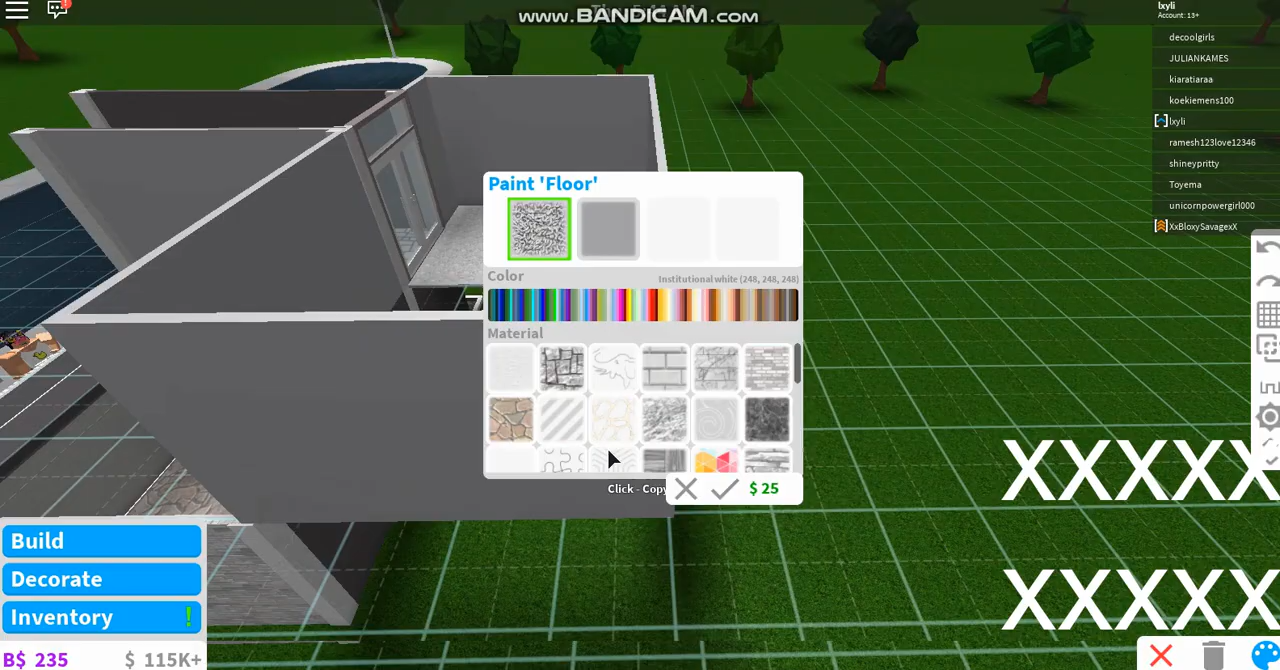 www.BANDICAM.com
lxyli
Account: 13+
decoolgirls
JULIANKAMES
kiaratiaraa
koekiemens100
lxyli
ramesh123love12346
shineypritty
Toyema
unicornpowergirl000
XxBloxySavagexX
Paint 'Floor'
Color
Institutional white (248, 248, 248)
Material
Click - Copy
$ 25
XXXXX
XXXXX
Build
Decorate
Inventory !
B$ 235
$ 115K+